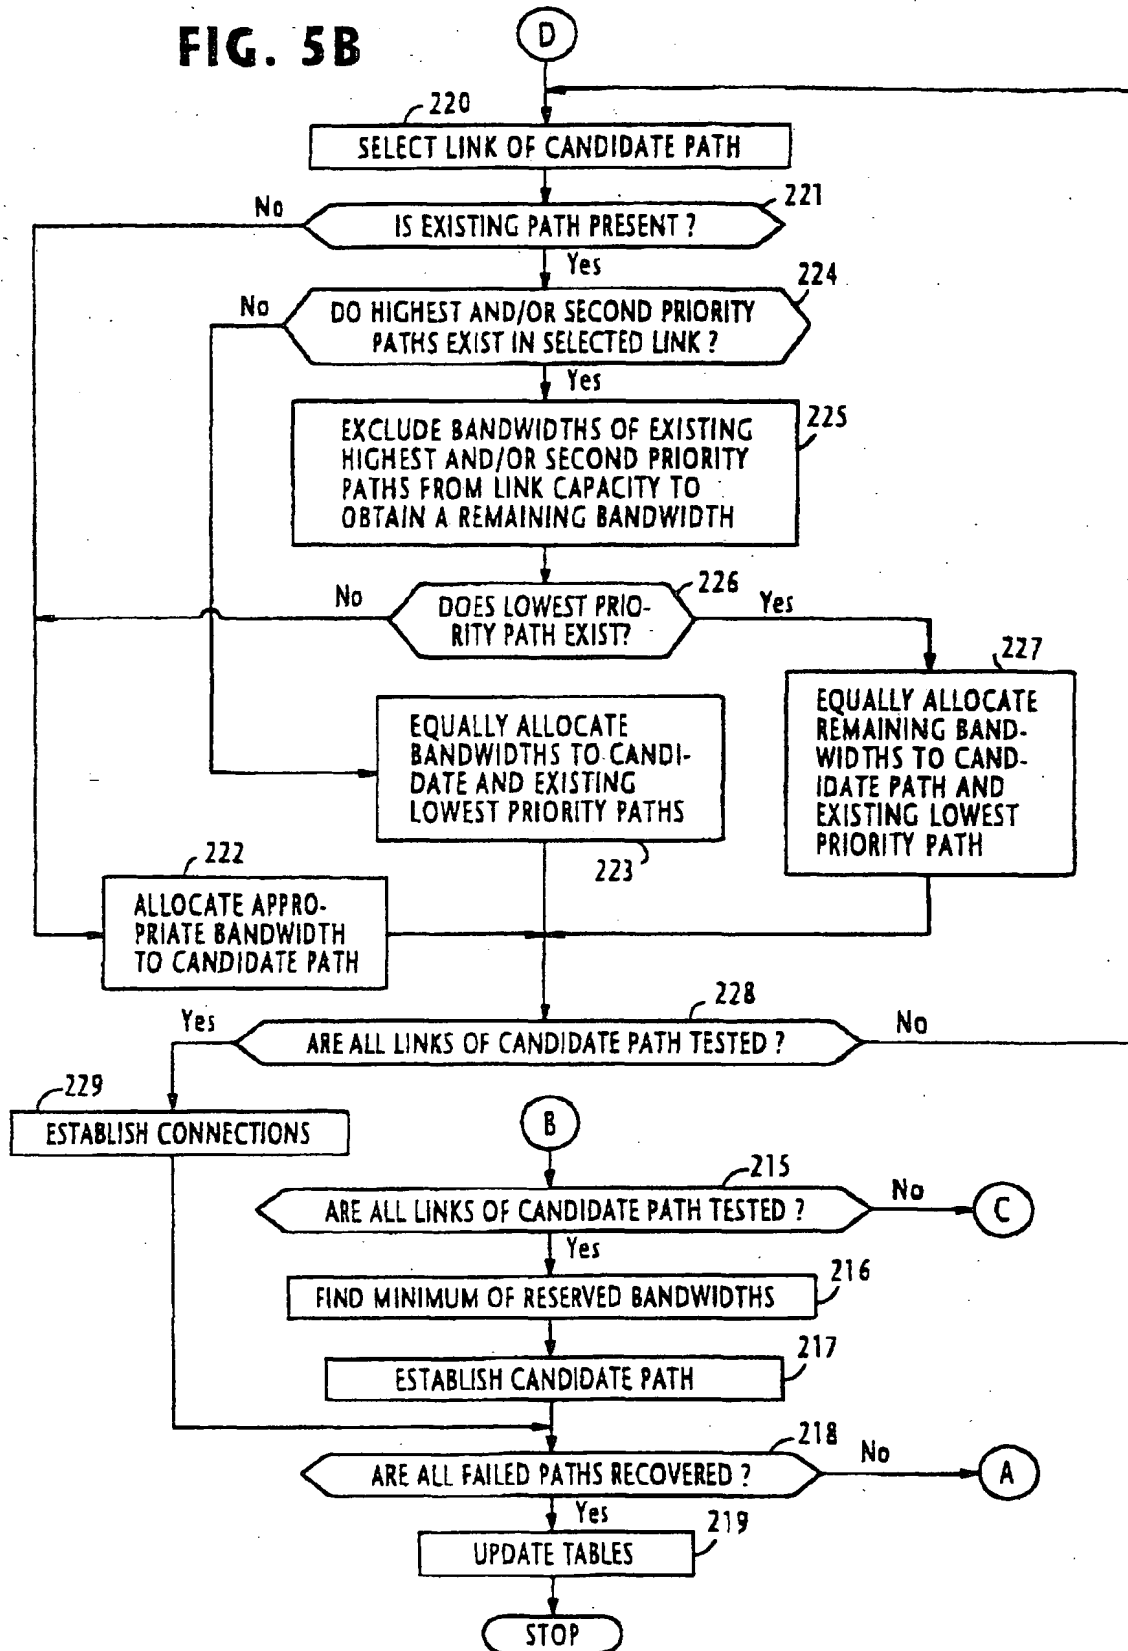 FIG. 5B
D
220
SELECT LINK OF CANDIDATE PATH
221
No
IS EXISTING PATH PRESENT ?
Yes
224
No
DO HIGHEST AND/OR SECOND PRIORITY
PATHS EXIST IN SELECTED LINK ?
Yes
225
EXCLUDE BANDWIDTHS OF EXISTING
HIGHEST AND/OR SECOND PRIORITY
PATHS FROM LINK CAPACITY TO
OBTAIN A REMAINING BANDWIDTH
226
No
DOES LOWEST PRIO-
RITY PATH EXIST?
Yes
227
EQUALLY ALLOCATE
REMAINING BAND-
WIDTHS TO CAND-
IDATE PATH AND
EXISTING LOWEST
PRIORITY PATH
EQUALLY ALLOCATE
BANDWIDTHS TO CANDI-
DATE AND EXISTING
LOWEST PRIORITY PATHS
223
222
ALLOCATE APPRO-
PRIATE BANDWIDTH
TO CANDIDATE PATH
228
Yes
ARE ALL LINKS OF CANDIDATE PATH TESTED ?
No
229
ESTABLISH CONNECTIONS
B
215
ARE ALL LINKS OF CANDIDATE PATH TESTED ?
No
C
Yes
216
FIND MINIMUM OF RESERVED BANDWIDTHS
217
ESTABLISH CANDIDATE PATH
218
ARE ALL FAILED PATHS RECOVERED ?
No
A
Yes
219
UPDATE TABLES
STOP